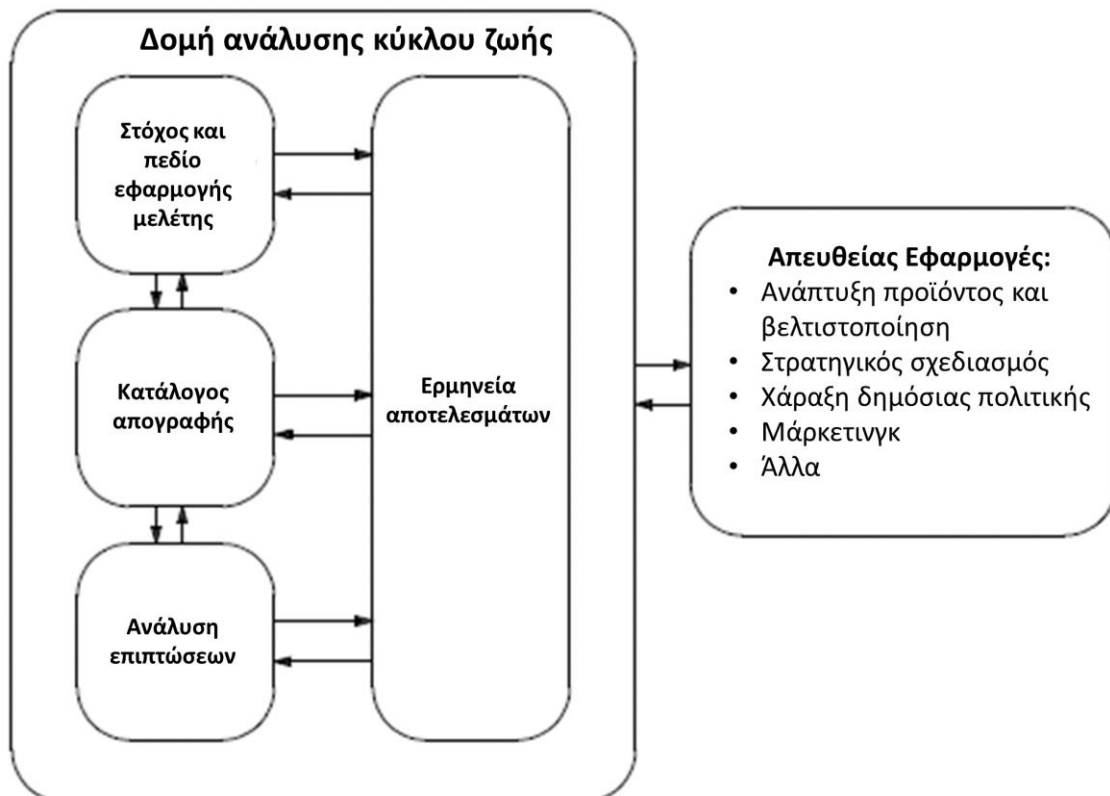 Δομή ανάλυσης κύκλου ζωής
Στόχος και
πεδίο
εφαρμογής
μελέτης
Κατάλογος
απογραφής
Ανάλυση
επιπτώσεων
Ερμηνεία
αποτελεσμάτων
Απευθείας Εφαρμογές:
• Ανάπτυξη προϊόντος και
βελτιστοποίηση
• Στρατηγικός σχεδιασμός
• Χάραξη δημόσιας πολιτικής
• Μάρκετινγκ
• Άλλα